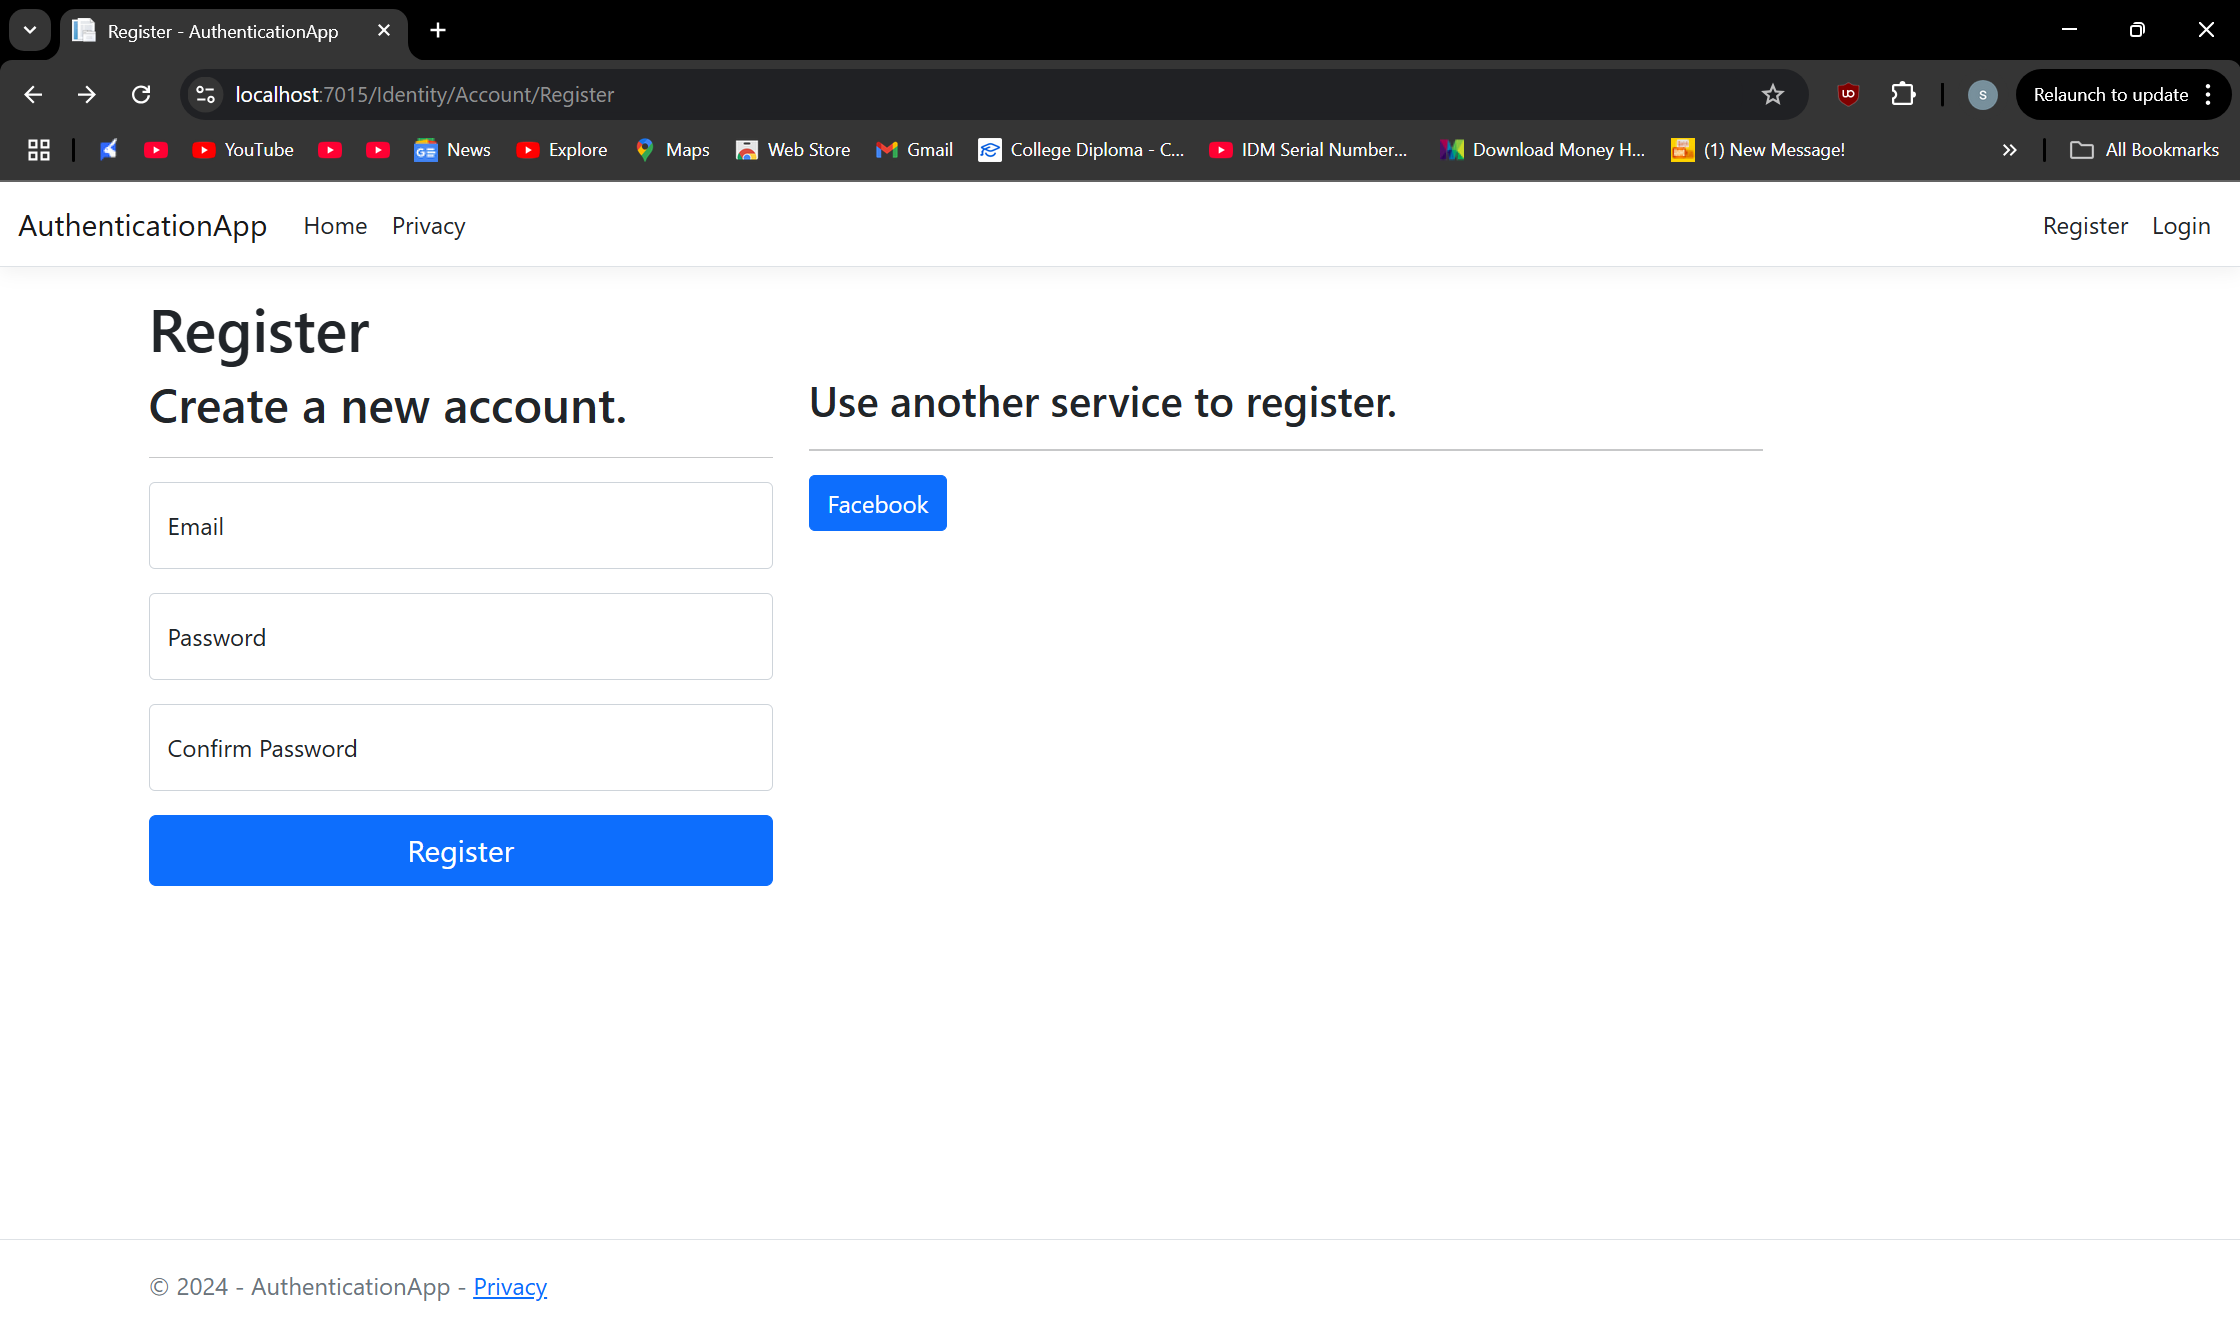 Register - AuthenticationApp
localhost:7015/Identity/Account/Register
S
Relaunch to update
YouTube
News
Explore
Maps
Web Store
Gmail
College Diploma - C...
IDM Serial Number...
Download Money H...
(1) New Message!
All Bookmarks
AuthenticationApp Home Privacy Register Login
Register
Create a new account.
Email
Password
Confirm Password
Register
Use another service to register.
Facebook
© 2024 - AuthenticationApp - Privacy